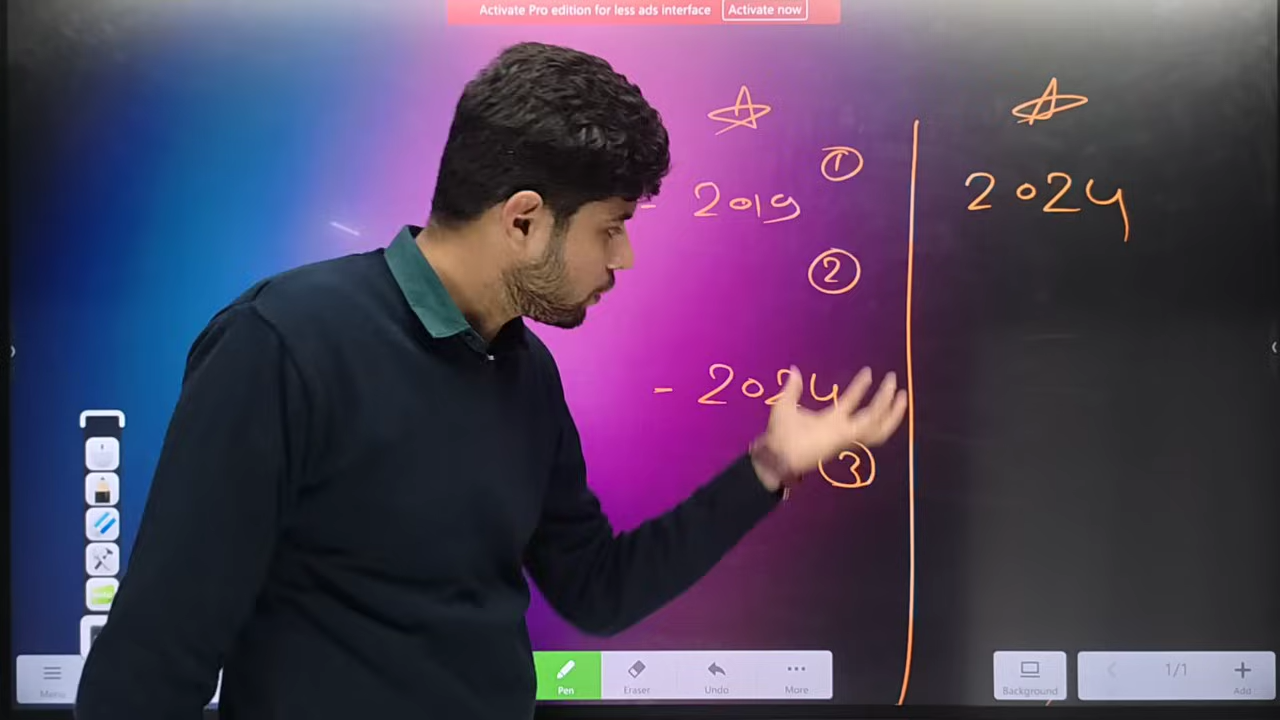 Activate Pro edition for less ads interface Activate now
1
- 2019
2
- 2024
3
2024
Menu
Pen
Eraser
Undo
More
Background
1/1
Add